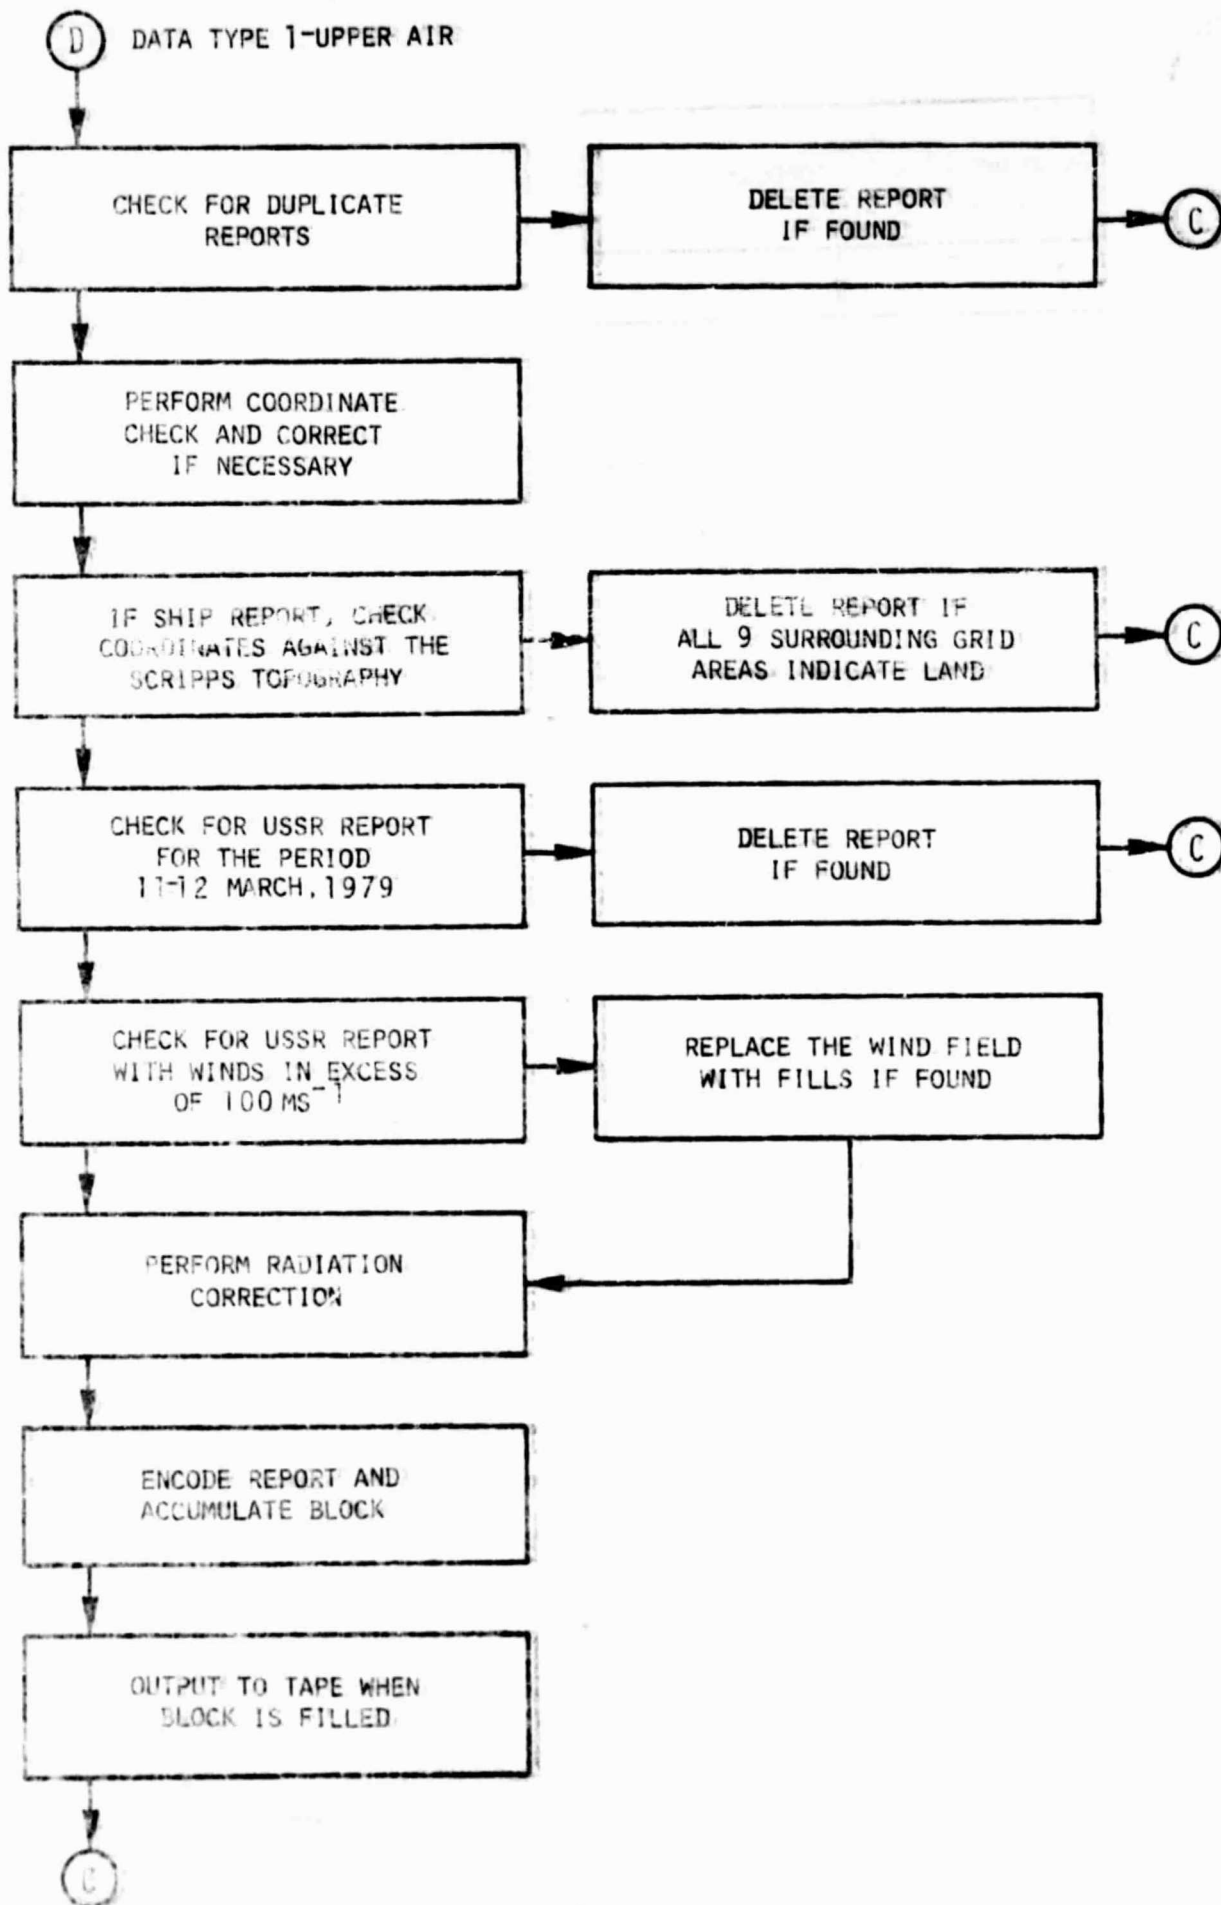 D DATA TYPE 1-UPPER AIR
CHECK FOR DUPLICATE
REPORTS
DELETE REPORT
IF FOUND
C
PERFORM COORDINATE
CHECK AND CORRECT
IF NECESSARY
IF SHIP REPORT, CHECK
COORDINATES AGAINST THE
SCRIPPS TOPOGRAPHY
DELETE REPORT IF
ALL 9 SURROUNDING GRID
AREAS INDICATE LAND
C
CHECK FOR USSR REPORT
FOR THE PERIOD
11-12 MARCH, 1979
DELETE REPORT
IF FOUND
C
CHECK FOR USSR REPORT
WITH WINDS IN EXCESS
OF 100 MS⁻¹
REPLACE THE WIND FIELD
WITH FILLS IF FOUND
PERFORM RADIATION
CORRECTION
ENCODE REPORT AND
ACCUMULATE BLOCK
OUTPUT TO TAPE WHEN
BLOCK IS FILLED
C